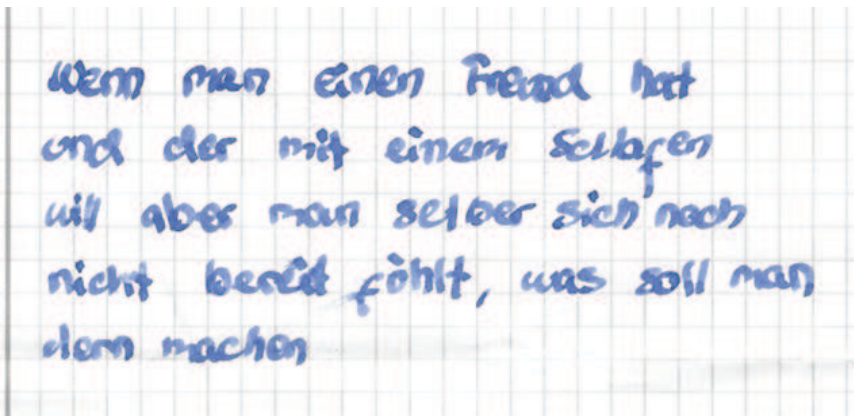 Wenn man einen Freund hat
und der mit einem Schlafen
will aber man selber sich noch
nicht bereit föhlt, was soll man
denn machen